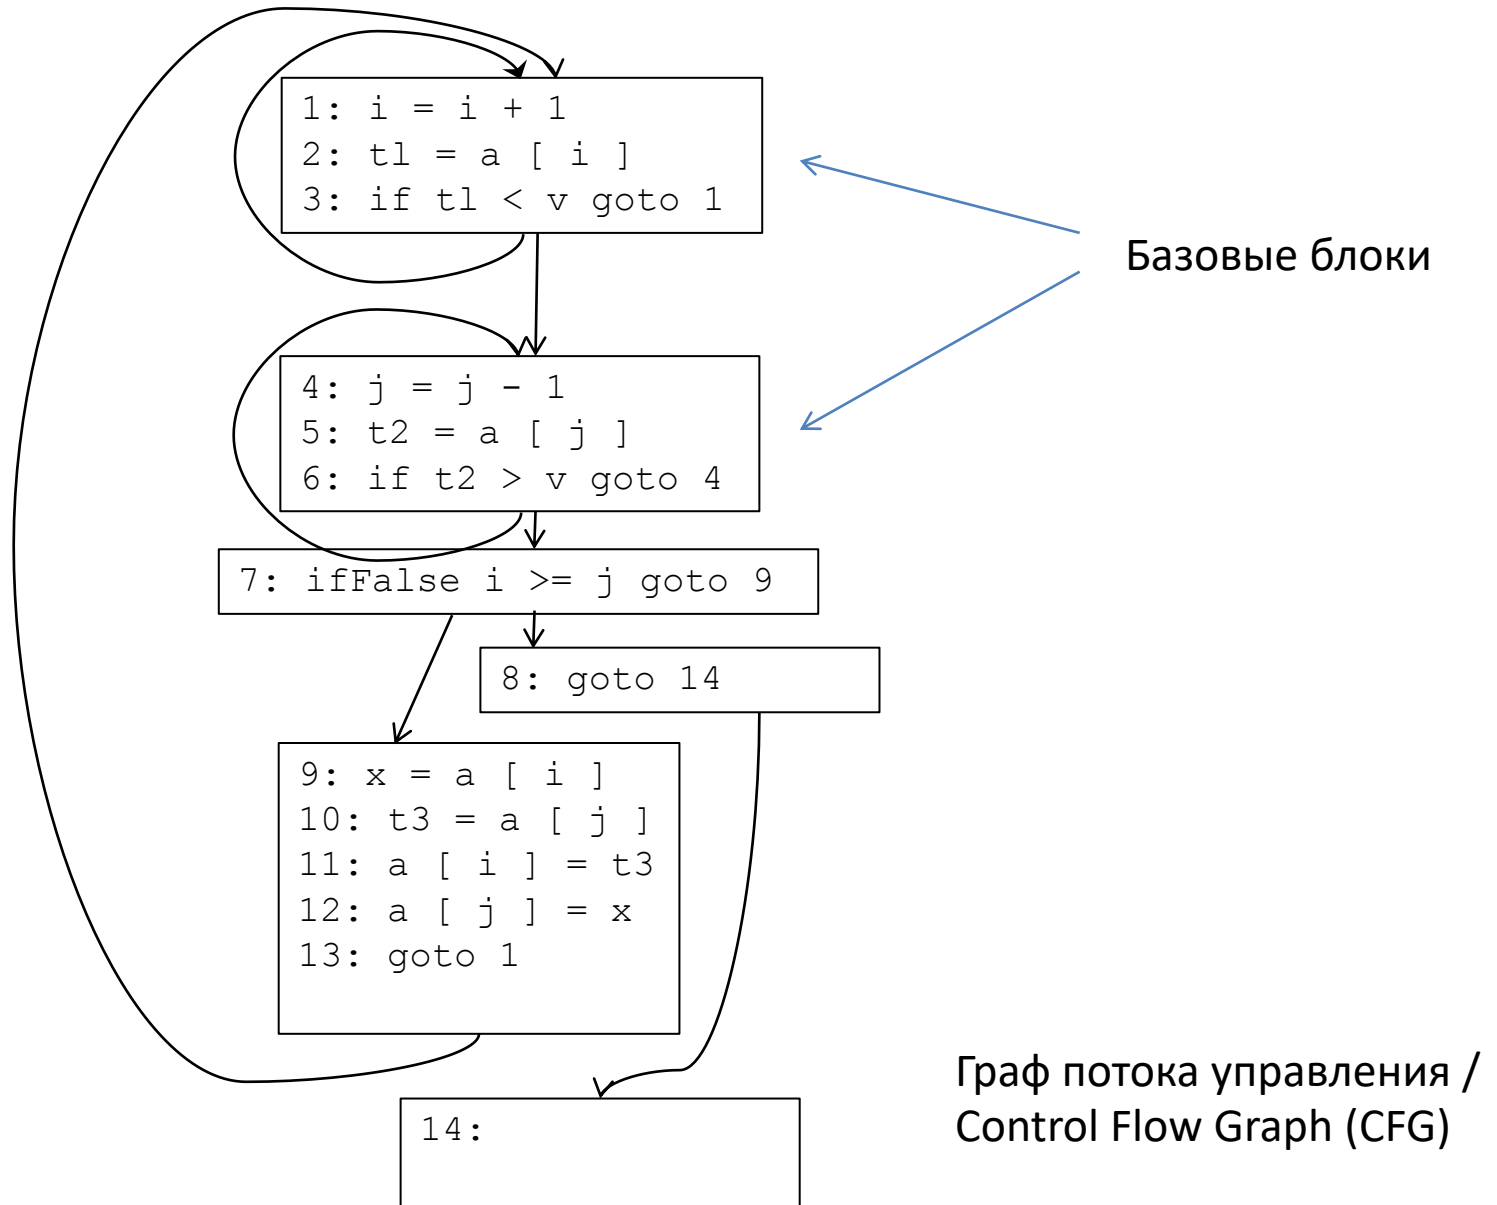 1: i = i + 1
2: t1 = a [ i ]
3: if t1 < v goto 1
Базовые блоки
4: j = j - 1
5: t2 = a [ j ]
6: if t2 > v goto 4
7: ifFalse i >= j goto 9
8: goto 14
9: x = a [ i ]
10: t3 = a [ j ]
11: a [ i ] = t3
12: a [ j ] = x
13: goto 1
Граф потока управления /
Control Flow Graph (CFG)
14: